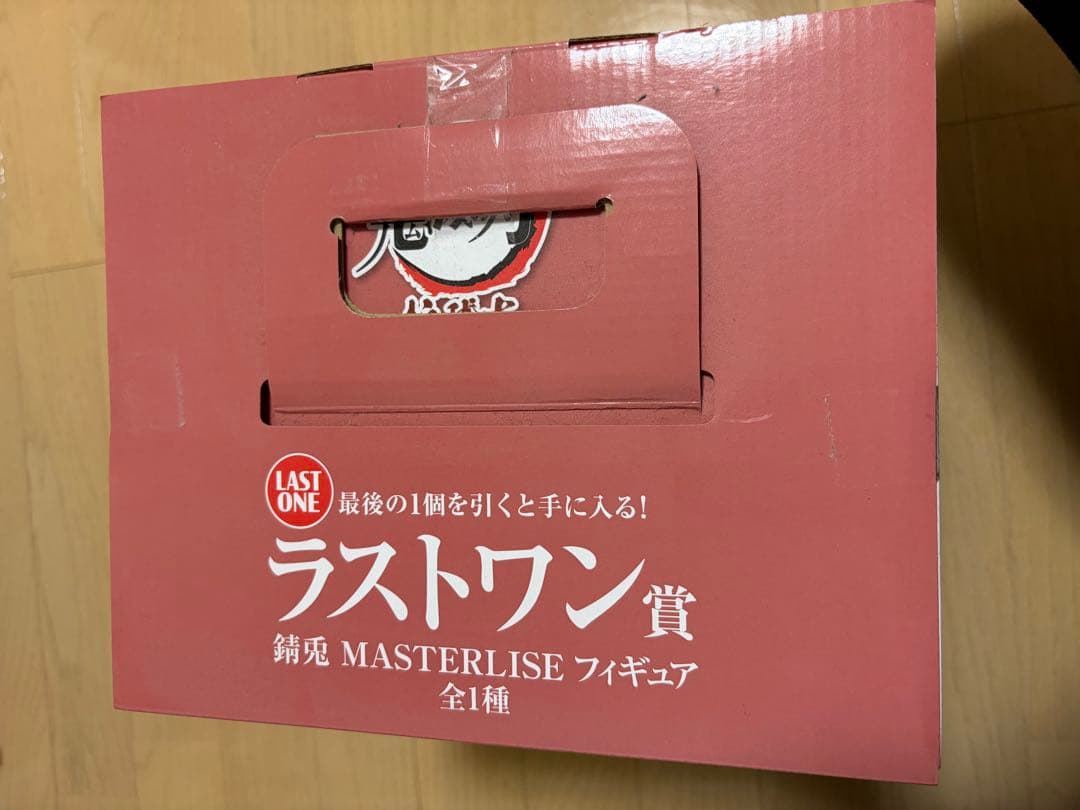 LAST
ONE
最後の1個を引くと手に入る!
ラストワン賞
錆兎 MASTERLISE フィギュア
全1種